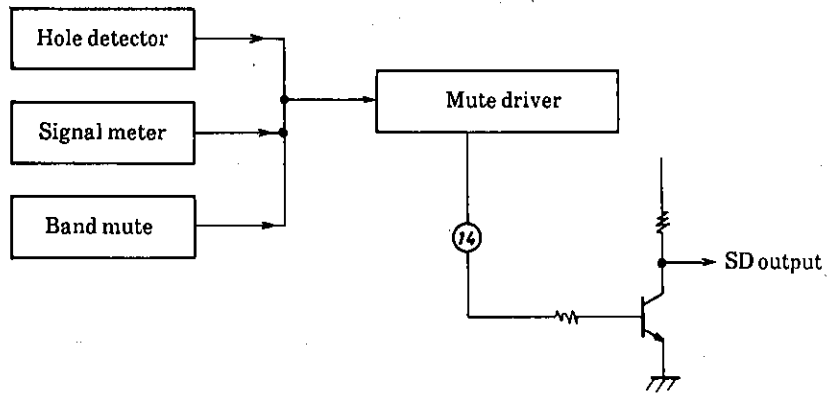 Hole detector
Mute driver
Signal meter
Band mute
14
SD output